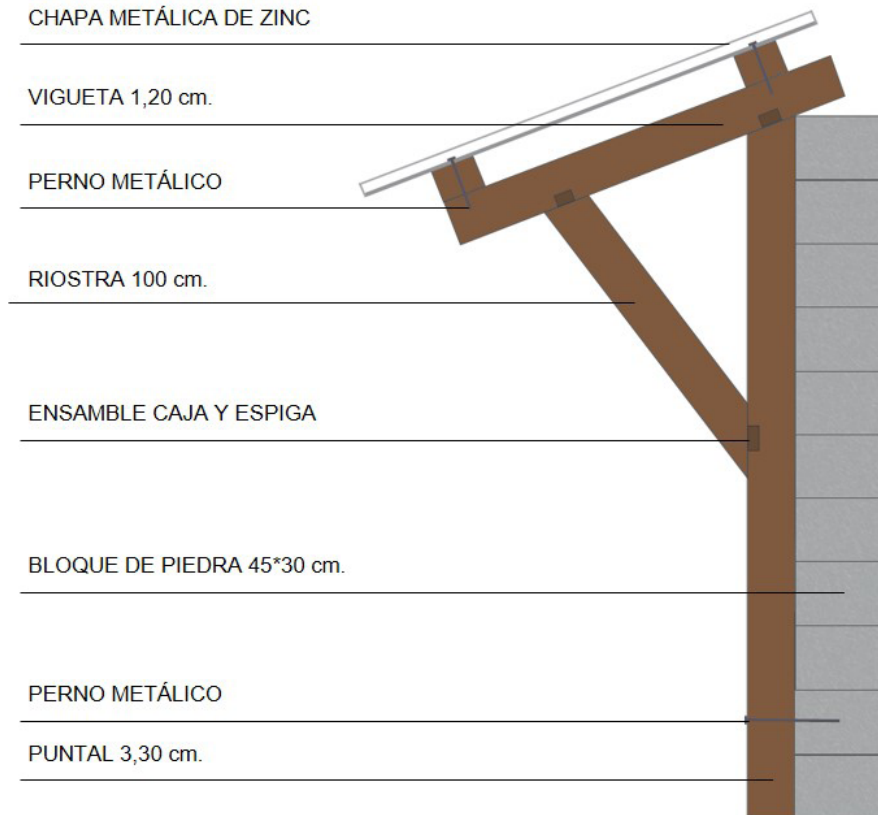 CHAPA METÁLICA DE ZINC
VIGUETA 1,20 cm.
PERNO METÁLICO
RIOSTRA 100 cm.
ENSAMBLE CAJA Y ESPIGA
BLOQUE DE PIEDRA 45*30 cm.
PERNO METÁLICO
PUNTAL 3,30 cm.